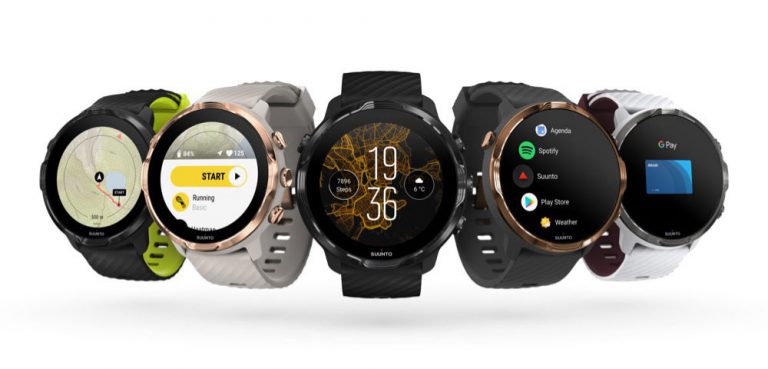 START
500 m
SUUNTO
84%
125
START
Running
Basic
SUUNTO
19
36
7896
Steps
6 °C
SUUNTO
Agenda
Spotify
Suunto
Play Store
Weather
SUUNTO
G Pay
SUUNTO